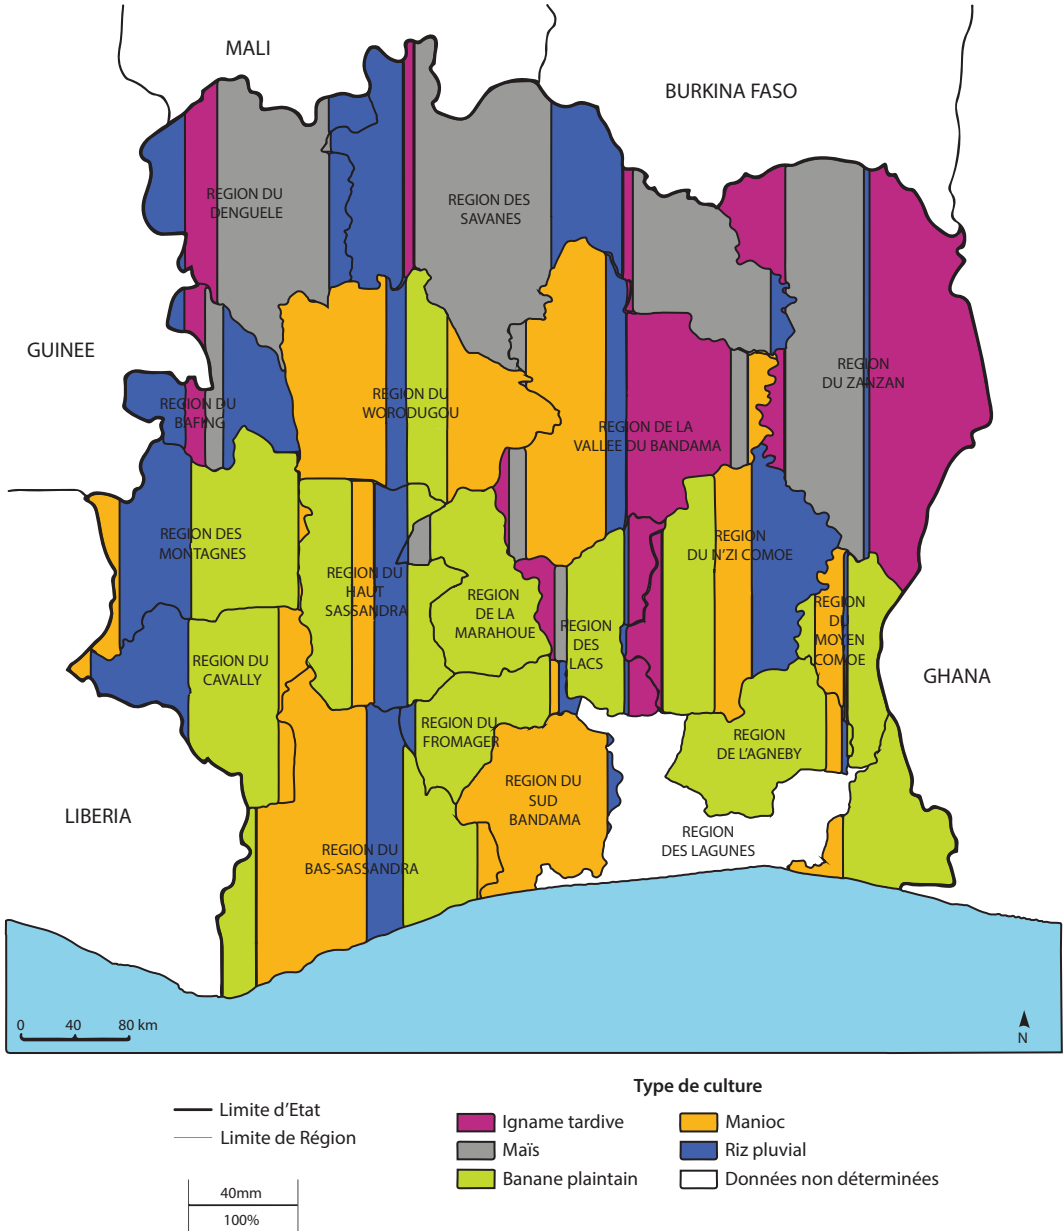 MALI
BURKINA FASO
REGION DU
DENGUELE
REGION DES
SAVANES
GUINEE
REGION
DU ZANZAN
REGION DU
BAFING
REGION DU
WORODUGOU
REGION DE LA
VALLEE DU BANDAMA
REGION DES
MONTAGNES
REGION
DU N'ZI COMOE
REGION DU
HAUT
SASSANDRA
REGION
DE LA
MARAHOUE
REGION
DES
LACS
REGION
DU
MOYEN
COMOE
REGION DU
CAVALLY
GHANA
REGION DU
FROMAGER
REGION
DE L'AGNEBY
LIBERIA
REGION DU
SUD
BANDAMA
REGION
DES LAGUNES
REGION DU
BAS-SASSANDRA
0 40 80 km
N
Type de culture
Limite d'Etat
Limite de Région
Igname tardive
Maïs
Banane plaintain
Manioc
Riz pluvial
Données non déterminées
40mm
100%